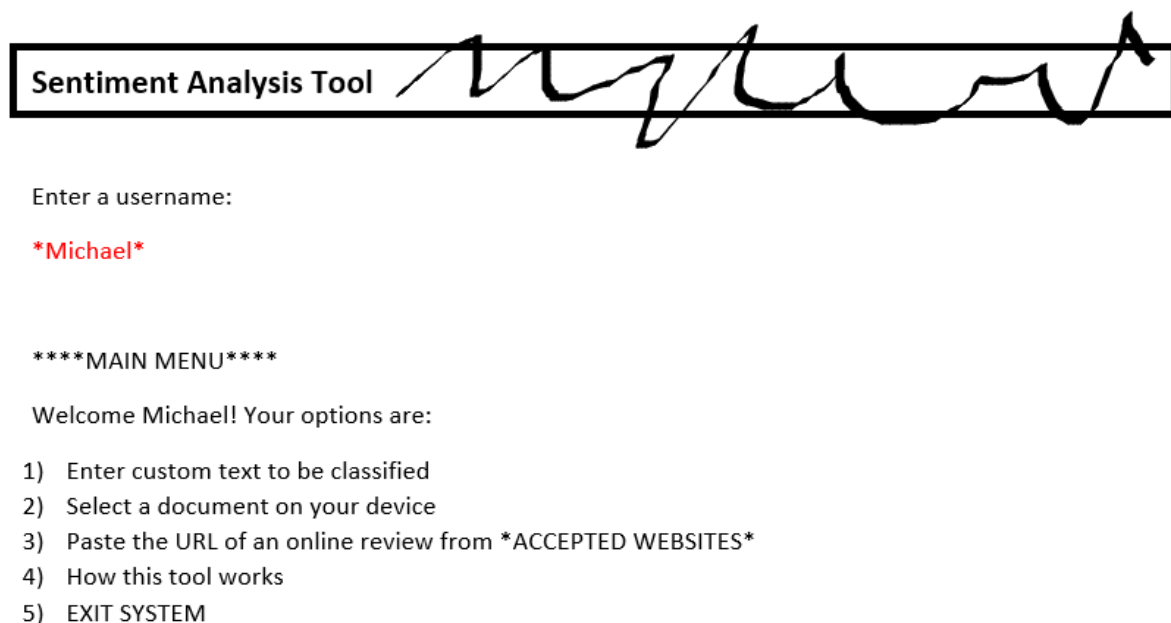 Sentiment Analysis Tool
Enter a username:
*Michael*
****MAIN MENU****
Welcome Michael! Your options are:
1) Enter custom text to be classified
2) Select a document on your device
3) Paste the URL of an online review from *ACCEPTED WEBSITES*
4) How this tool works
5) EXIT SYSTEM